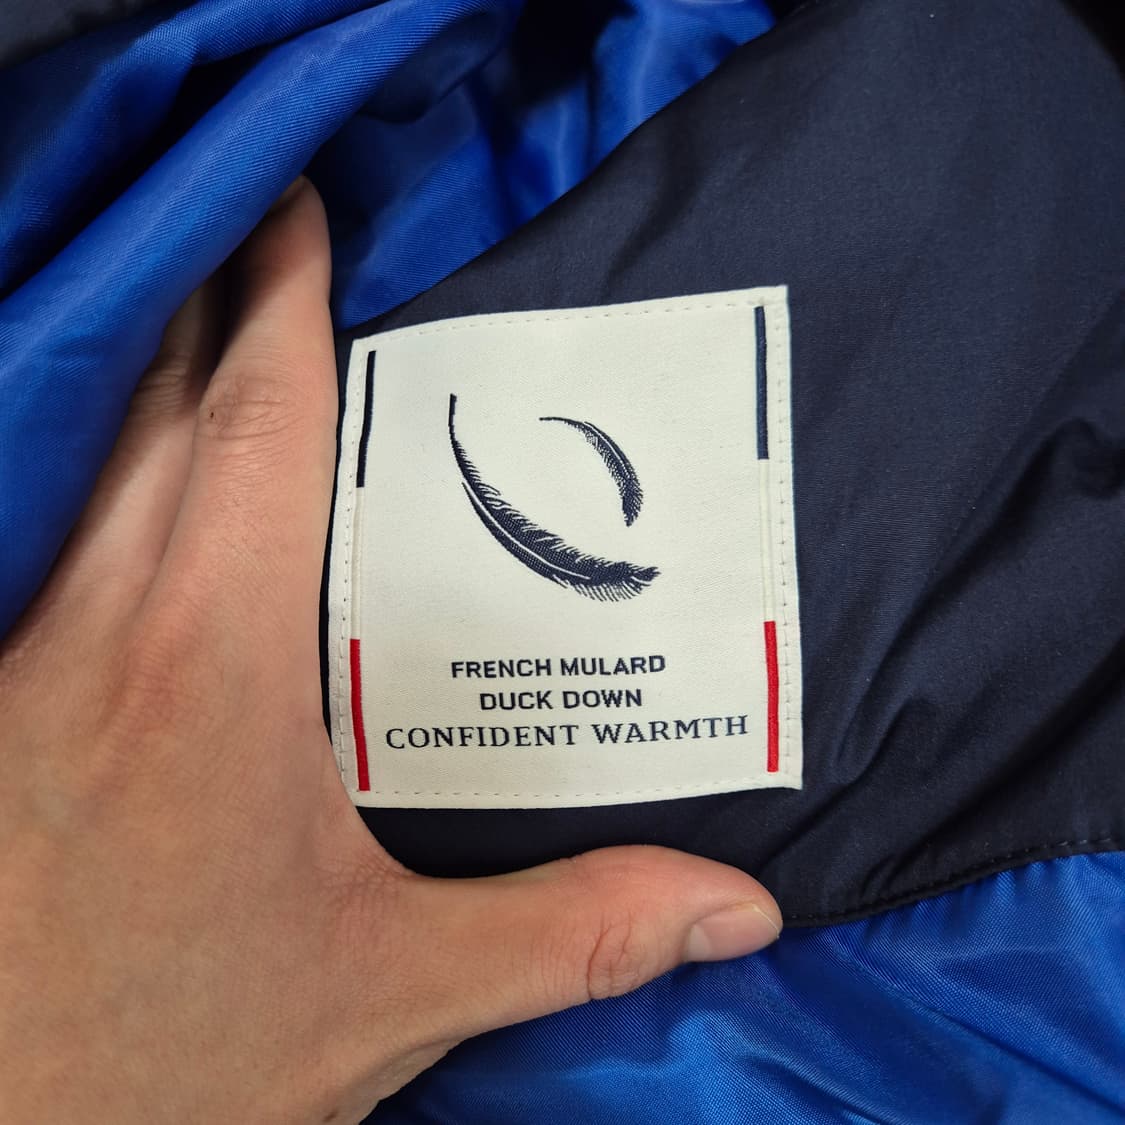 FRENCH MULARD
DUCK DOWN
CONFIDENT WARMTH